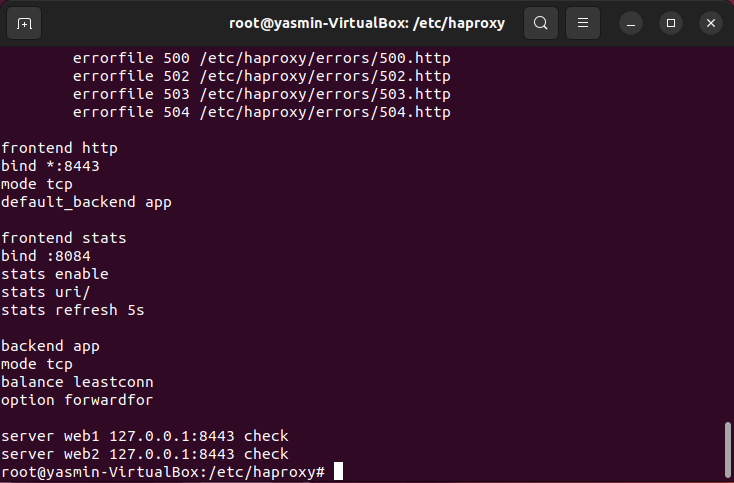 root@yasmin-VirtualBox: /etc/haproxy
errorfile 500 /etc/haproxy/errors/500.http
errorfile 502 /etc/haproxy/errors/502.http
errorfile 503 /etc/haproxy/errors/503.http
errorfile 504 /etc/haproxy/errors/504.http
frontend http
bind *:8443
mode tcp
default_backend app
frontend stats
bind :8084
stats enable
stats uri/
stats refresh 5s
backend app
mode tcp
balance leastconn
option forwardfor
server web1 127.0.0.1:8443 check
server web2 127.0.0.1:8443 check
root@yasmin-VirtualBox:/etc/haproxy#